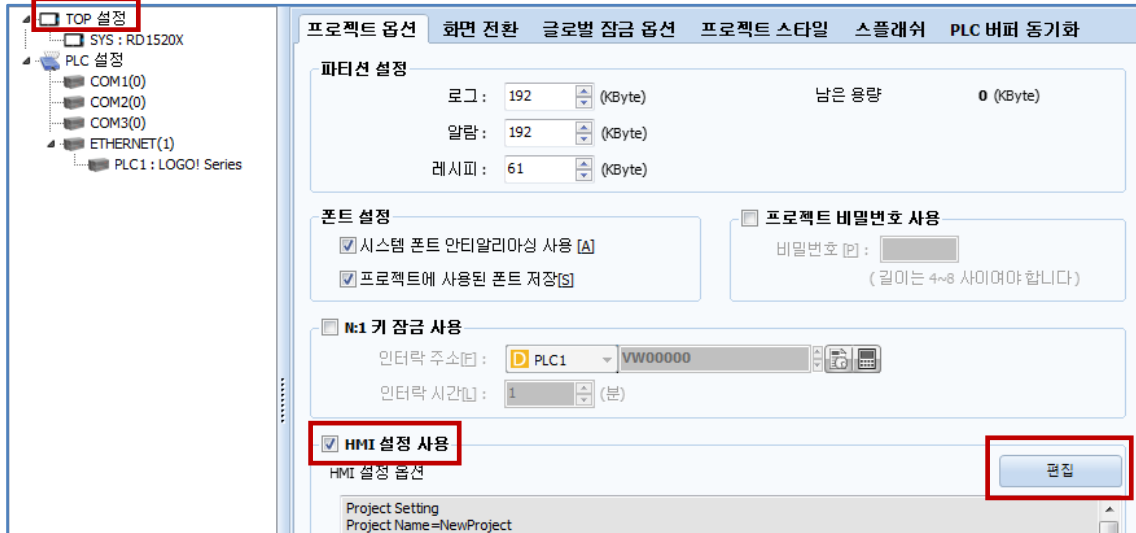 TOP 설정
SYS : RD1520X
PLC 설정
COM1(0)
COM2(0)
COM3(0)
ETHERNET(1)
PLC1 : LOGO! Series
프로젝트 옵션 화면 전환 글로벌 잠금 옵션 프로젝트 스타일 스플래쉬 PLC 버퍼 동기화
파티션 설정
로그 : 192 (KByte) 남은 용량 0 (KByte)
알람 : 192 (KByte)
레시피 : 61 (KByte)
폰트 설정
시스템 폰트 안티알리아싱 사용 [A]
프로젝트에 사용된 폰트 저장[S]
프로젝트 비밀번호 사용
비밀번호 [P] :
( 길이는 4~8 사이여야 합니다 )
N:1 키 잠금 사용
인터락 주소[F] : D PLC1 VW00000
인터락 시간[L] : 1 (분)
HMI 설정 사용
HMI 설정 옵션 편집
Project Setting
Project Name=NewProject